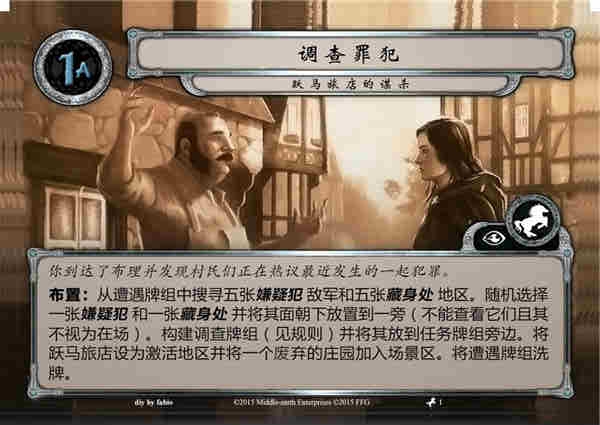 1A
调查罪犯
跃马旅店的谋杀
你到达了布理并发现村民们正在热议最近发生的一起犯罪。
布置：从遭遇牌组中搜寻五张嫌疑犯 敌军和五张藏身处 地区。随机选择
一张嫌疑犯 和一张藏身处 并将其面朝下放置到一旁（不能查看它们且其
不视为在场）。构建调查牌组（见规则）并将其放到任务牌组旁边。将
跃马旅店设为激活地区并将一个废弃的庄园加入场景区。将遭遇牌组洗
牌。
diy by fabio ©2015 Middle-earth Enterprises ©2015 FFG 1